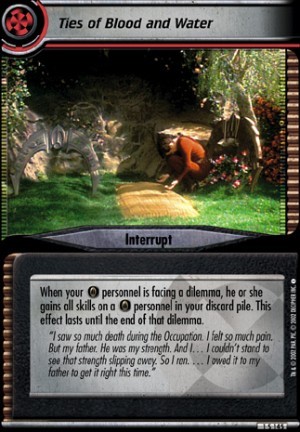 Ties of Blood and Water
Interrupt
When your personnel is facing a dilemma, he or she
gains all skills on a personnel in your discard pile. This
effect lasts until the end of that dilemma.
"I saw so much death during the Occupation. I felt so much pain.
But my father. He was my strength. And I. . . I couldn't stand to see
that strength slipping away. So I ran. . . . I owed it to my
father to get it right this time."
1 S 145